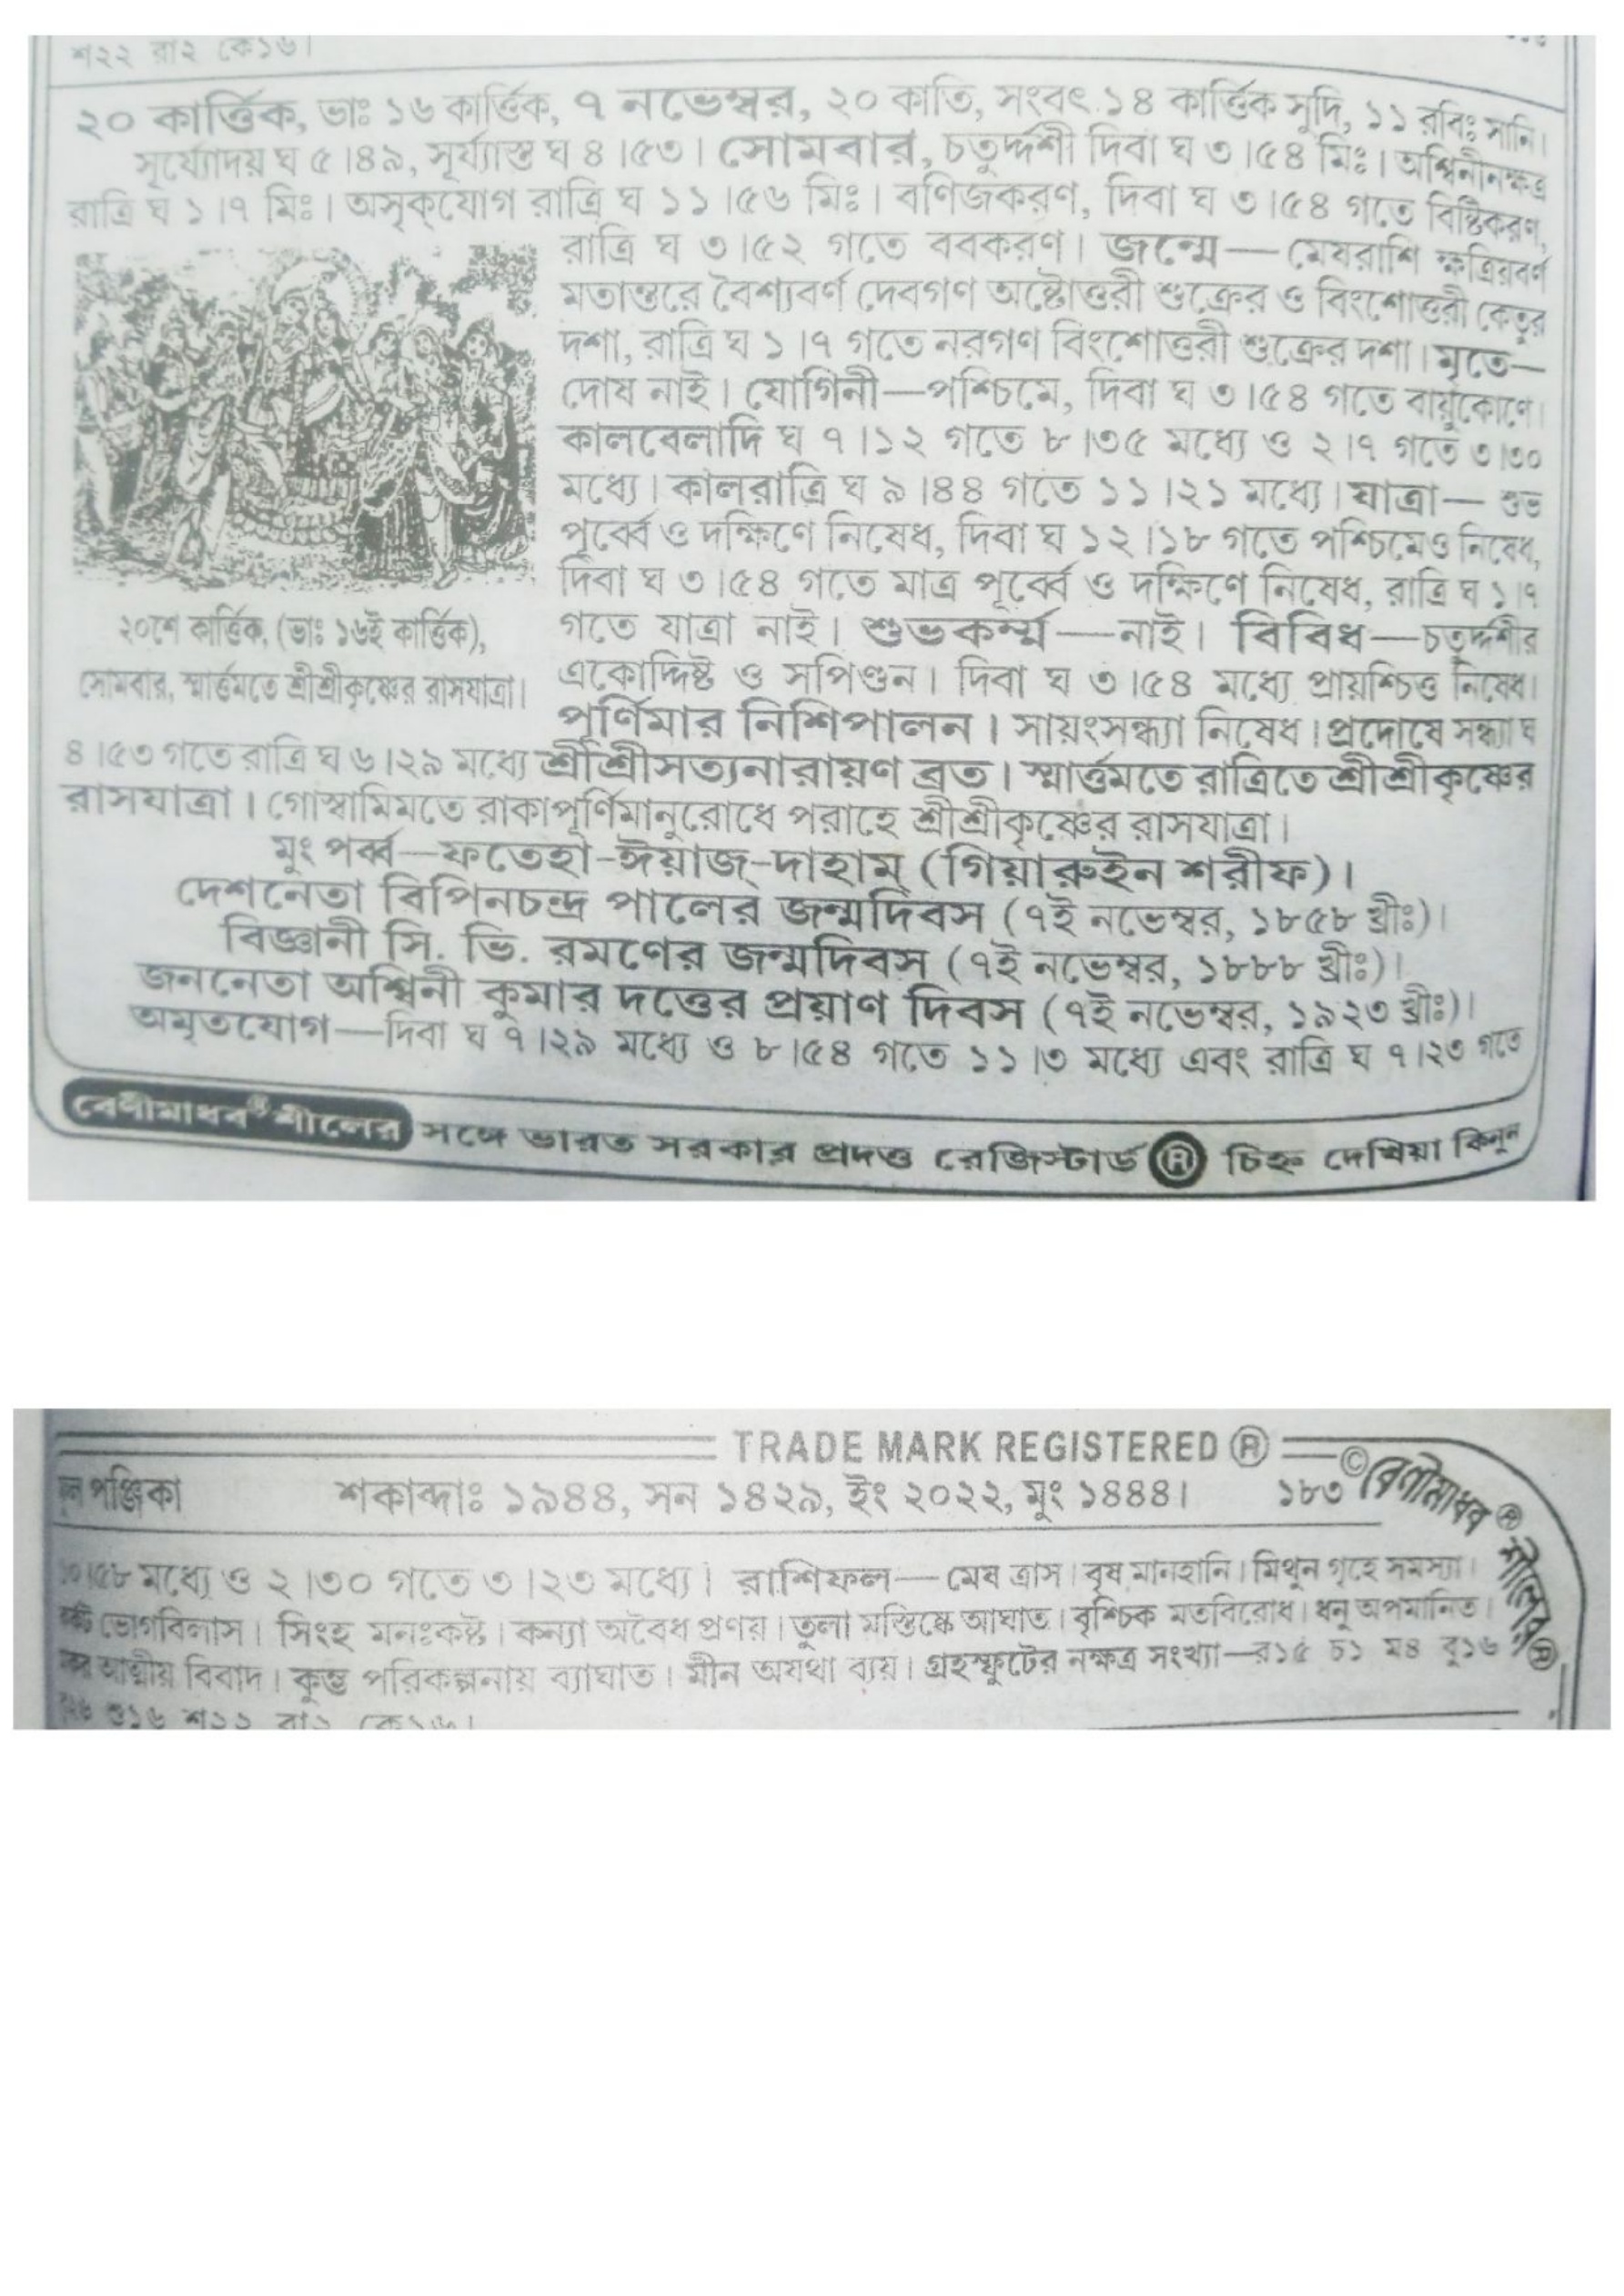 শ২২ রা২ কে১৬।
২০ কার্ত্তিক, ভাঃ ১৬ কার্ত্তিক, ৭ নভেম্বর, ২০ কাতি, সংবৎ ১৪ কার্ত্তিক সুদি, ১১ রবিঃ সানি।
সূর্য্যোদয় ঘ ৫।৪৯, সূর্য্যাস্ত ঘ ৪।৫৩। সোমবার, চতুর্দ্দশী দিবা ঘ ৩।৫৪ মিঃ। অশ্বিনীনক্ষত্র
রাত্রি ঘ ১।৭ মিঃ। অসৃক্‌যোগ রাত্রি ঘ ১১।৫৬ মিঃ। বণিজকরণ, দিবা ঘ ৩।৫৪ গতে বিষ্টিকরণ,
রাত্রি ঘ ৩।৫২ গতে ববকরণ। জন্মে—মেষরাশি ক্ষত্রিয়বর্ণ
মতান্তরে বৈশ্যবর্ণ দেবগণ অষ্টোত্তরী শুক্রের ও বিংশোত্তরী কেতুর
দশা, রাত্রি ঘ ১।৭ গতে নরগণ বিংশোত্তরী শুক্রের দশা। মৃতে—
দোষ নাই। যোগিনী—পশ্চিমে, দিবা ঘ ৩।৫৪ গতে বায়ুকোণে।
কালবেলাদি ঘ ৭।১২ গতে ৮।৩৫ মধ্যে ও ২।৭ গতে ৩।৩০
মধ্যে। কালরাত্রি ঘ ৯।৪৪ গতে ১১।২১ মধ্যে। যাত্রা— শুভ
পূর্ব্বে ও দক্ষিণে নিষেধ, দিবা ঘ ১২।১৮ গতে পশ্চিমেও নিষেধ,
দিবা ঘ ৩।৫৪ গতে মাত্র পূর্ব্বে ও দক্ষিণে নিষেধ, রাত্রি ঘ ১।৭
গতে যাত্রা নাই। শুভকর্ম্ম—নাই। বিবিধ—চতুর্দ্দশীর
একোদ্দিষ্ট ও সপিণ্ডন। দিবা ঘ ৩।৫৪ মধ্যে প্রায়শ্চিত্ত নিষেধ।
পূর্ণিমার নিশিপালন। সায়ংসন্ধ্যা নিষেধ। প্রদোষে সন্ধ্যা ঘ
২০শে কার্ত্তিক, (ভাঃ ১৬ই কার্ত্তিক),
সোমবার, স্মার্ত্তমতে শ্রীশ্রীকৃষ্ণের রাসযাত্রা।
৪।৫৩ গতে রাত্রি ঘ ৬।২৯ মধ্যে শ্রীশ্রীসত্যনারায়ণ ব্রত। স্মার্ত্তমতে রাত্রিতে শ্রীশ্রীকৃষ্ণের
রাসযাত্রা। গোস্বামিমতে রাকাপূর্ণিমানুরোধে পরাহে শ্রীশ্রীকৃষ্ণের রাসযাত্রা।
মুং পর্ব্ব—ফতেহা-ঈয়াজ্‌-দাহাম্ (গিয়ারুইন শরীফ)।
দেশনেতা বিপিনচন্দ্র পালের জন্মদিবস (৭ই নভেম্বর, ১৮৫৮ খ্রীঃ)।
বিজ্ঞানী সি. ভি. রমণের জন্মদিবস (৭ই নভেম্বর, ১৮৮৮ খ্রীঃ)।
জননেতা অশ্বিনী কুমার দত্তের প্রয়াণ দিবস (৭ই নভেম্বর, ১৯২৩ খ্রীঃ)।
অমৃতযোগ—দিবা ঘ ৭।২৯ মধ্যে ও ৮।৫৪ গতে ১১।৩ মধ্যে এবং রাত্রি ঘ ৭।২৩ গতে
বেণীমাধব® শীলের সঙ্গে ভারত সরকার প্রদত্ত রেজিস্টার্ড ® চিহ্ন দেখিয়া কিনুন
TRADE MARK REGISTERED ®
পঞ্জিকা শকাব্দাঃ ১৯৪৪, সন ১৪২৯, ইং ২০২২, মুং ১৪৪৪। ১৮৩ © বেণীমাধব ® শীলের ®
১০।৫৮ মধ্যে ও ২।৩০ গতে ৩।২৩ মধ্যে। রাশিফল—মেষ ত্রাস। বৃষ মানহানি। মিথুন গৃহে সমস্যা।
ভোগবিলাস। সিংহ মনঃকষ্ট। কন্যা অবৈধ প্রণয়। তুলা মস্তিষ্কে আঘাত। বৃশ্চিক মতবিরোধ। ধনু অপমানিত।
আত্মীয় বিবাদ। কুম্ভ পরিকল্পনায় ব্যাঘাত। মীন অযথা ব্যয়। গ্রহস্ফুটের নক্ষত্র সংখ্যা—র১৫ চ১ ম৪ বু১৬
শু১৬ শ২২ রা২ কে১৬।